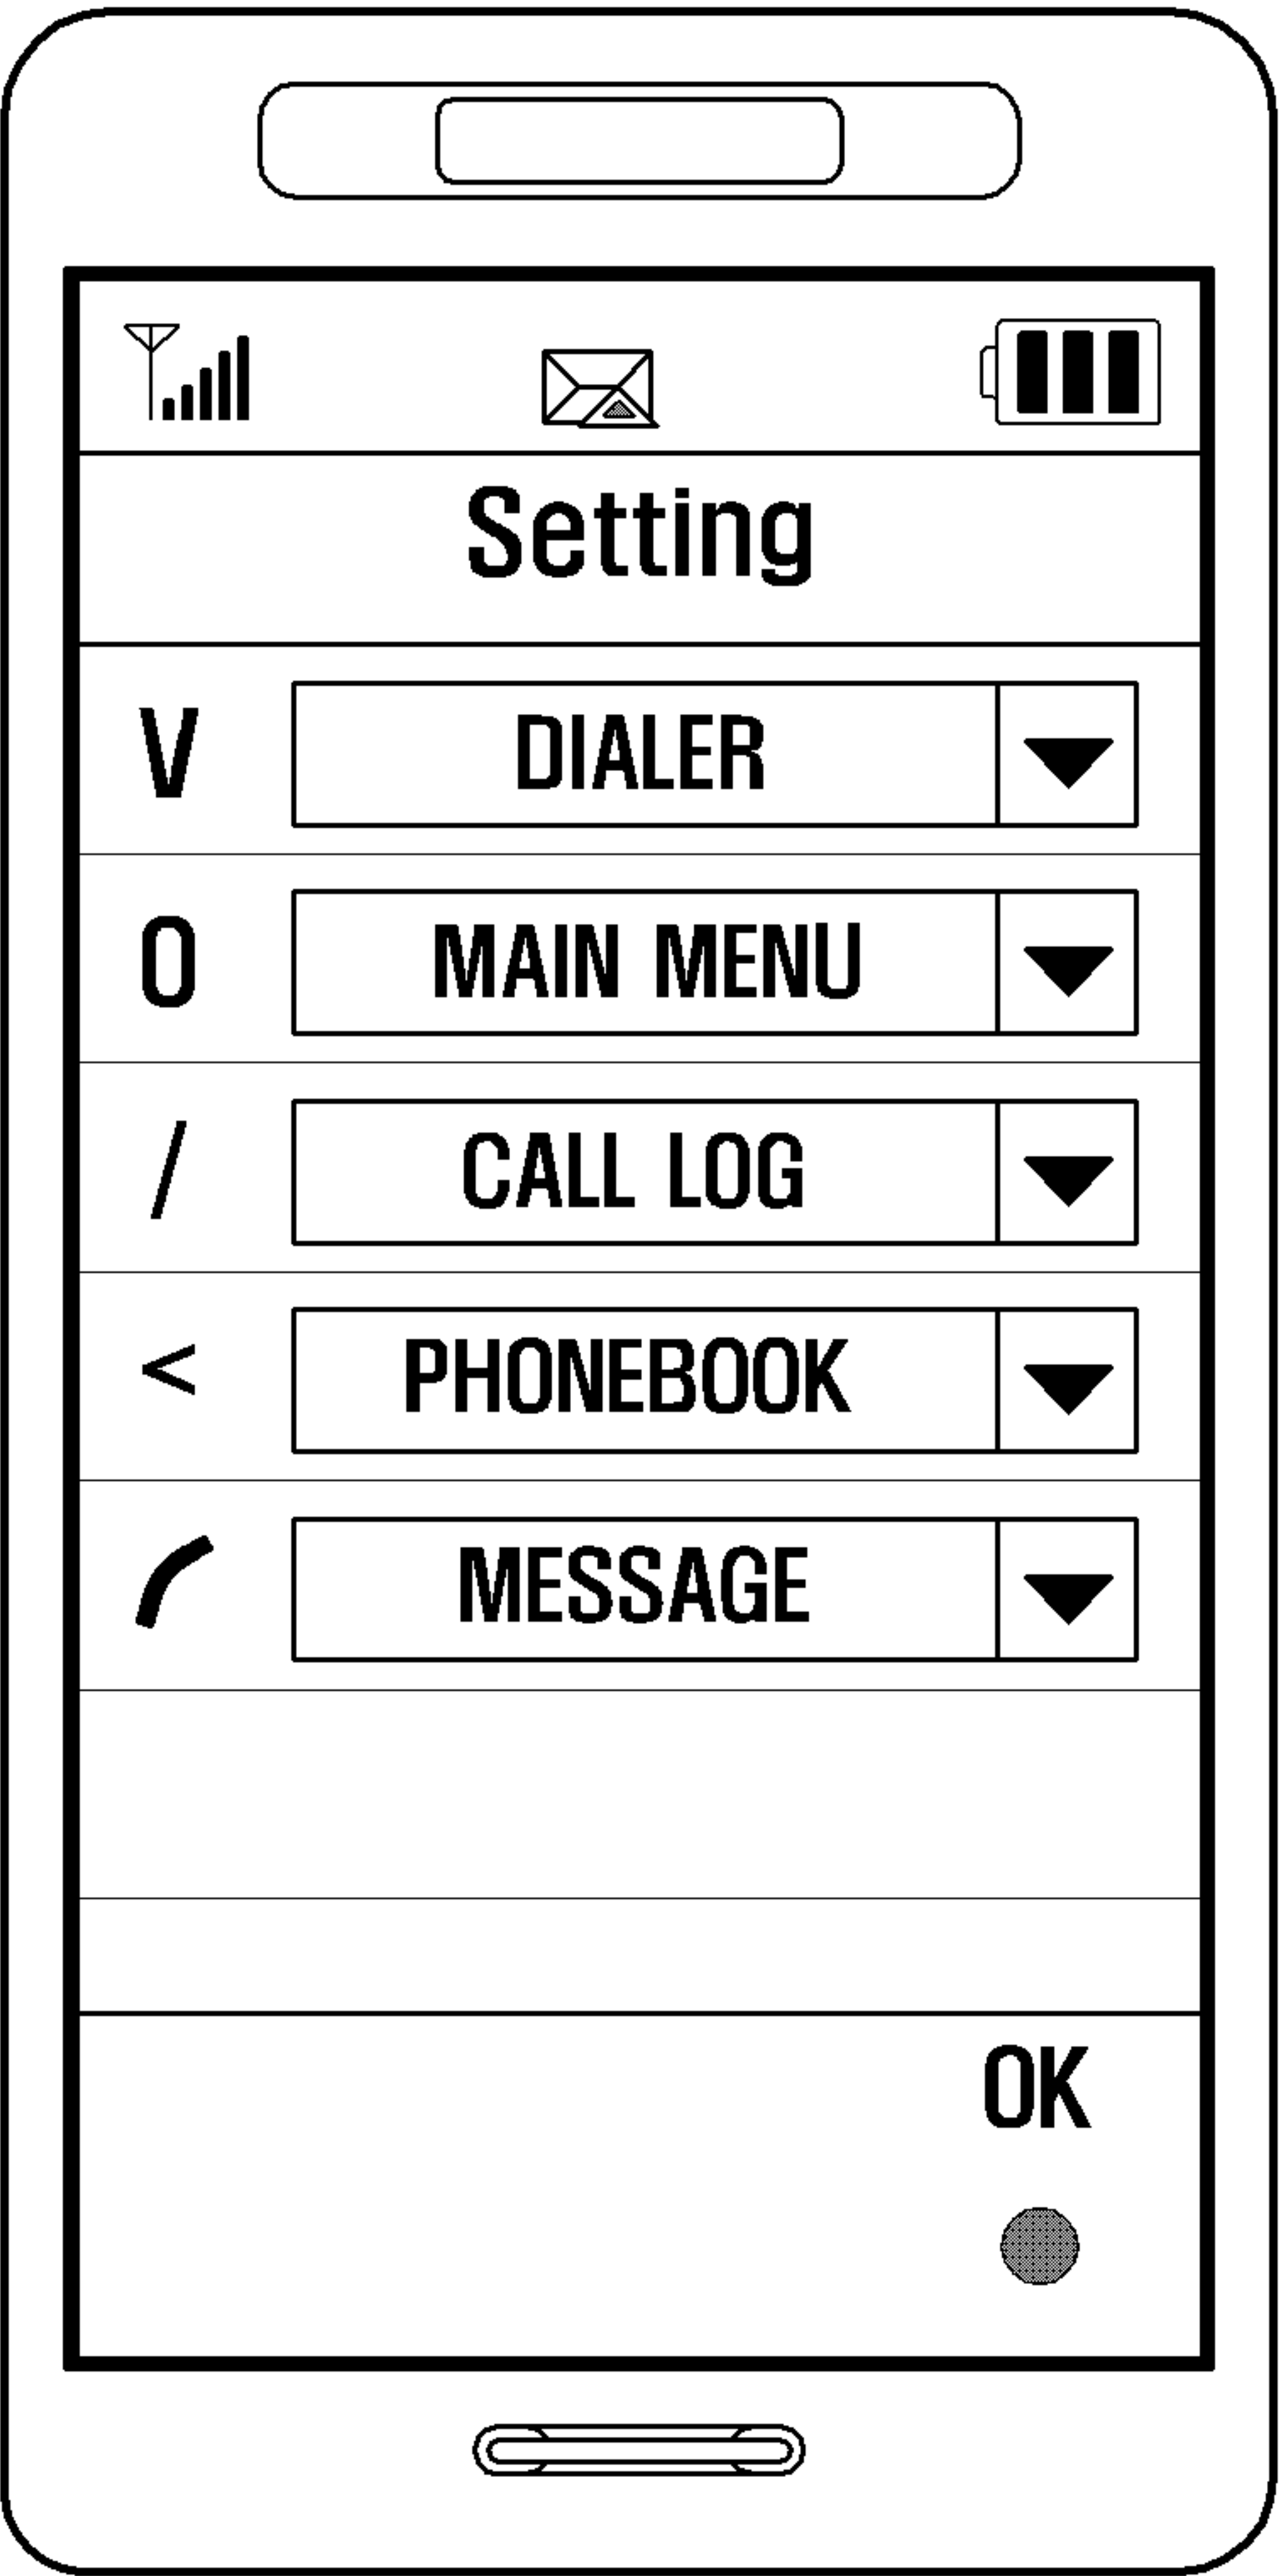 Setting
V DIALER
O MAIN MENU
/ CALL LOG
< PHONEBOOK
MESSAGE
OK